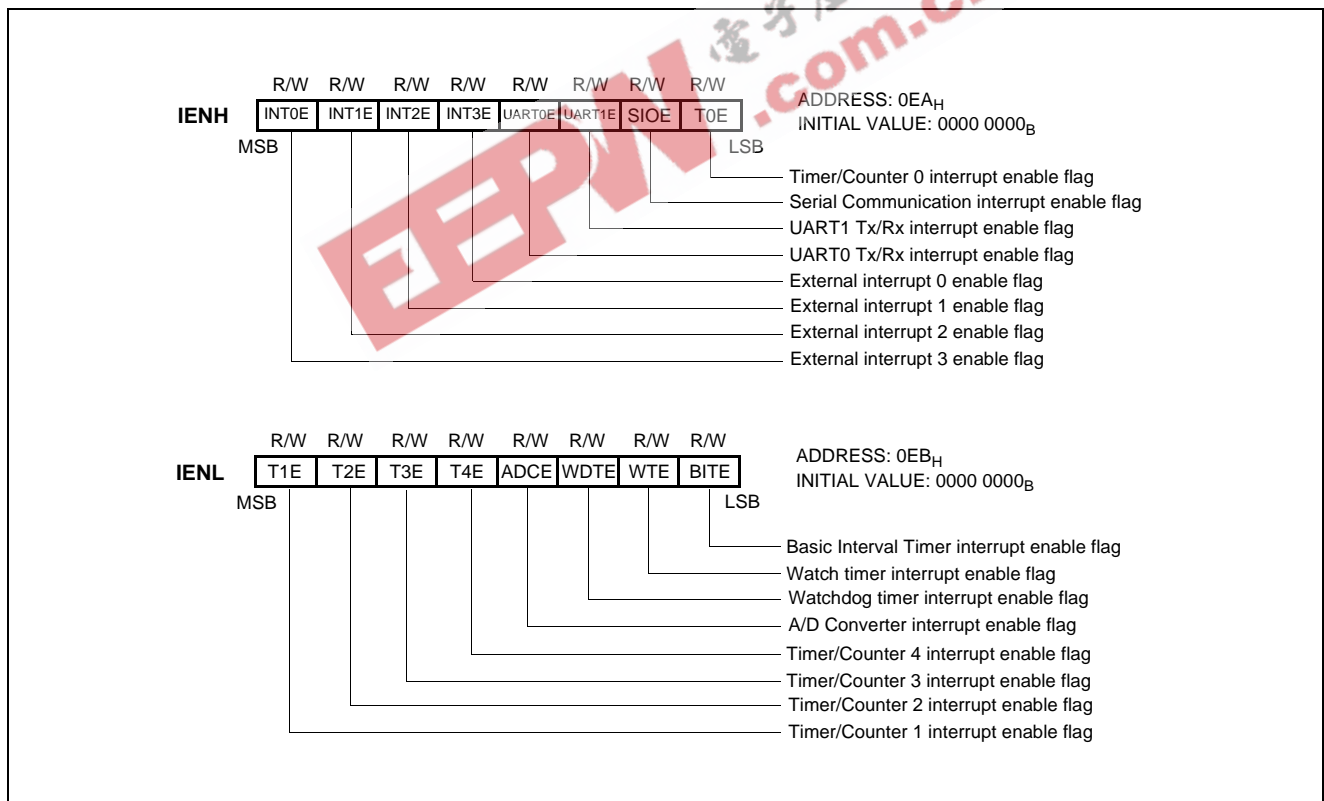 EEPW 電子 .com.c
R/W R/W R/W R/W R/W R/W R/W R/W
IENH INT0E INT1E INT2E INT3E UART0E UART1E SIOE T0E
ADDRESS: 0EAH
INITIAL VALUE: 0000 0000B
MSB LSB
Timer/Counter 0 interrupt enable flag
Serial Communication interrupt enable flag
UART1 Tx/Rx interrupt enable flag
UART0 Tx/Rx interrupt enable flag
External interrupt 0 enable flag
External interrupt 1 enable flag
External interrupt 2 enable flag
External interrupt 3 enable flag
R/W R/W R/W R/W R/W R/W R/W R/W
IENL T1E T2E T3E T4E ADCE WDTE WTE BITE
ADDRESS: 0EBH
INITIAL VALUE: 0000 0000B
MSB LSB
Basic Interval Timer interrupt enable flag
Watch timer interrupt enable flag
Watchdog timer interrupt enable flag
A/D Converter interrupt enable flag
Timer/Counter 4 interrupt enable flag
Timer/Counter 3 interrupt enable flag
Timer/Counter 2 interrupt enable flag
Timer/Counter 1 interrupt enable flag